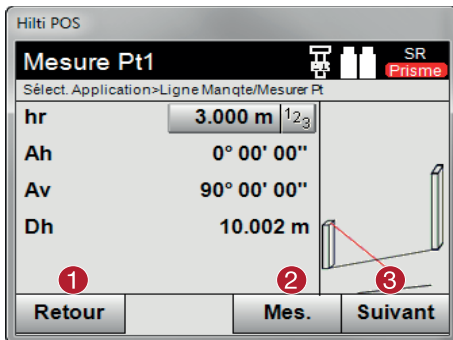 Hilti POS
Mesure Pt1
SR
Prisme
Sélect. Application>Ligne Manqte/Mesurer Pt
hr 3.000 m 123
Ah 0° 00' 00"
Av 90° 00' 00"
Dh 10.002 m
1 2 3
Retour Mes. Suivant